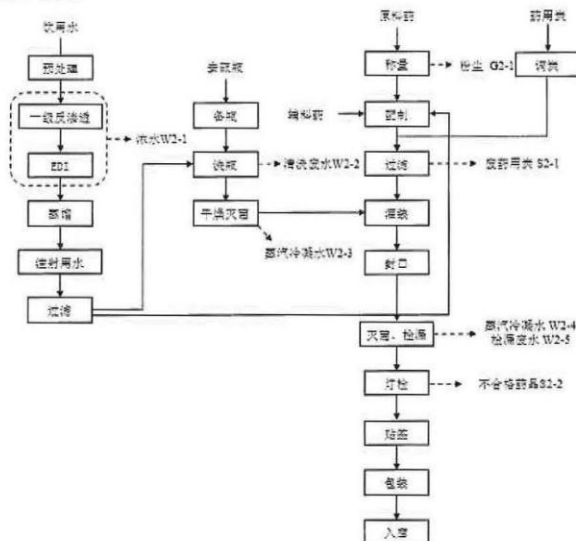 饮用水
预处理
一级反渗透
EDI
浓水W2-1
蒸馏
注射用水
过滤
安瓿瓶
备瓶
洗瓶
清洗废水W2-2
干燥灭菌
蒸汽冷凝水W2-3
原料药
称量
粉尘 G2-1
药用炭
调炭
辅料药
配制
过滤
废药用炭 S2-1
灌装
封口
灭菌、检漏
蒸汽冷凝水 W2-4
检漏废水 W2-5
灯检
不合格药品S2-2
贴签
包装
入库